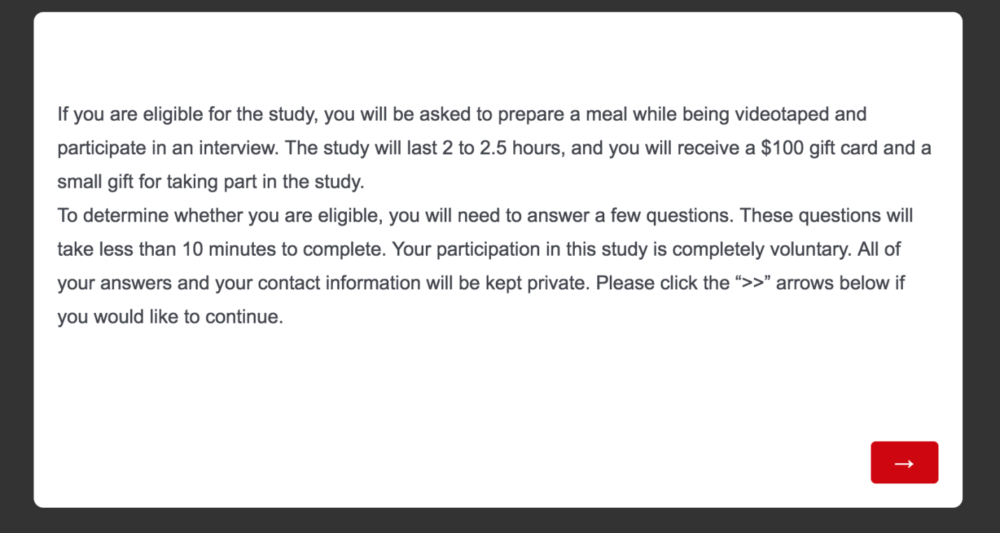 If you are eligible for the study, you will be asked to prepare a meal while being videotaped and
participate in an interview. The study will last 2 to 2.5 hours, and you will receive a $100 gift card and a
small gift for taking part in the study.
To determine whether you are eligible, you will need to answer a few questions. These questions will
take less than 10 minutes to complete. Your participation in this study is completely voluntary. All of
your answers and your contact information will be kept private. Please click the “>>” arrows below if
you would like to continue.
→